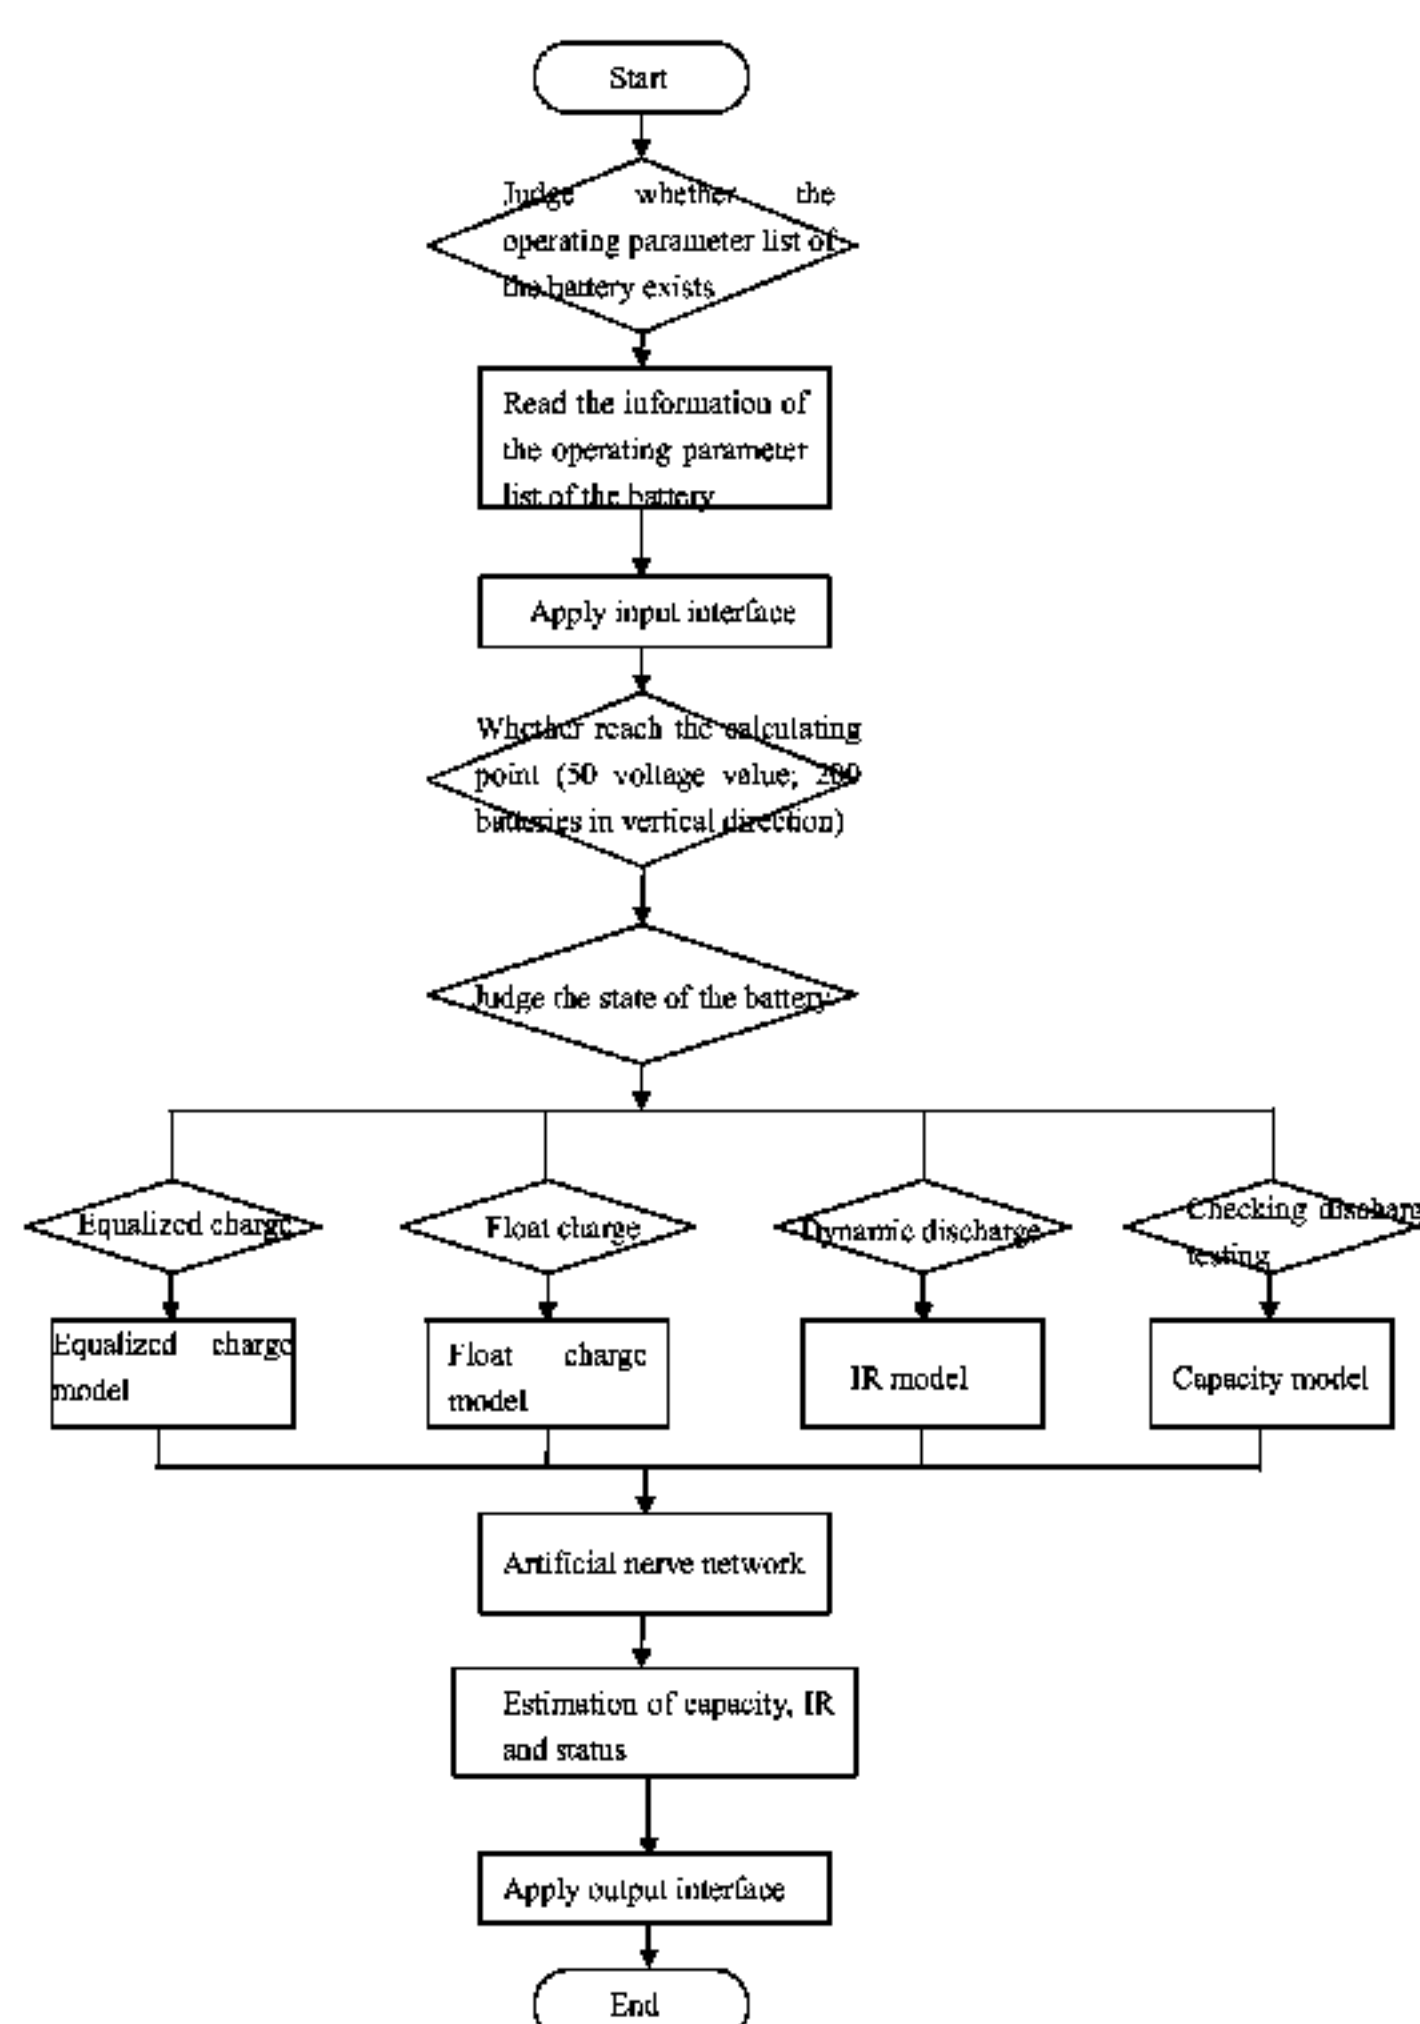 Start
Judge whether the
operating parameter list of
the battery exists
Read the information of
the operating parameter
list of the battery
Apply input interface
Whether reach the calculating
point (50 voltage value; 200
batteries in vertical direction)
Judge the state of the battery
Equalized charge
Float charge
Dynamic discharge
Checking discharg
testing
Equalized charge
model
Float charge
model
IR model
Capacity model
Artificial nerve network
Estimation of capacity, IR
and status
Apply output interface
End